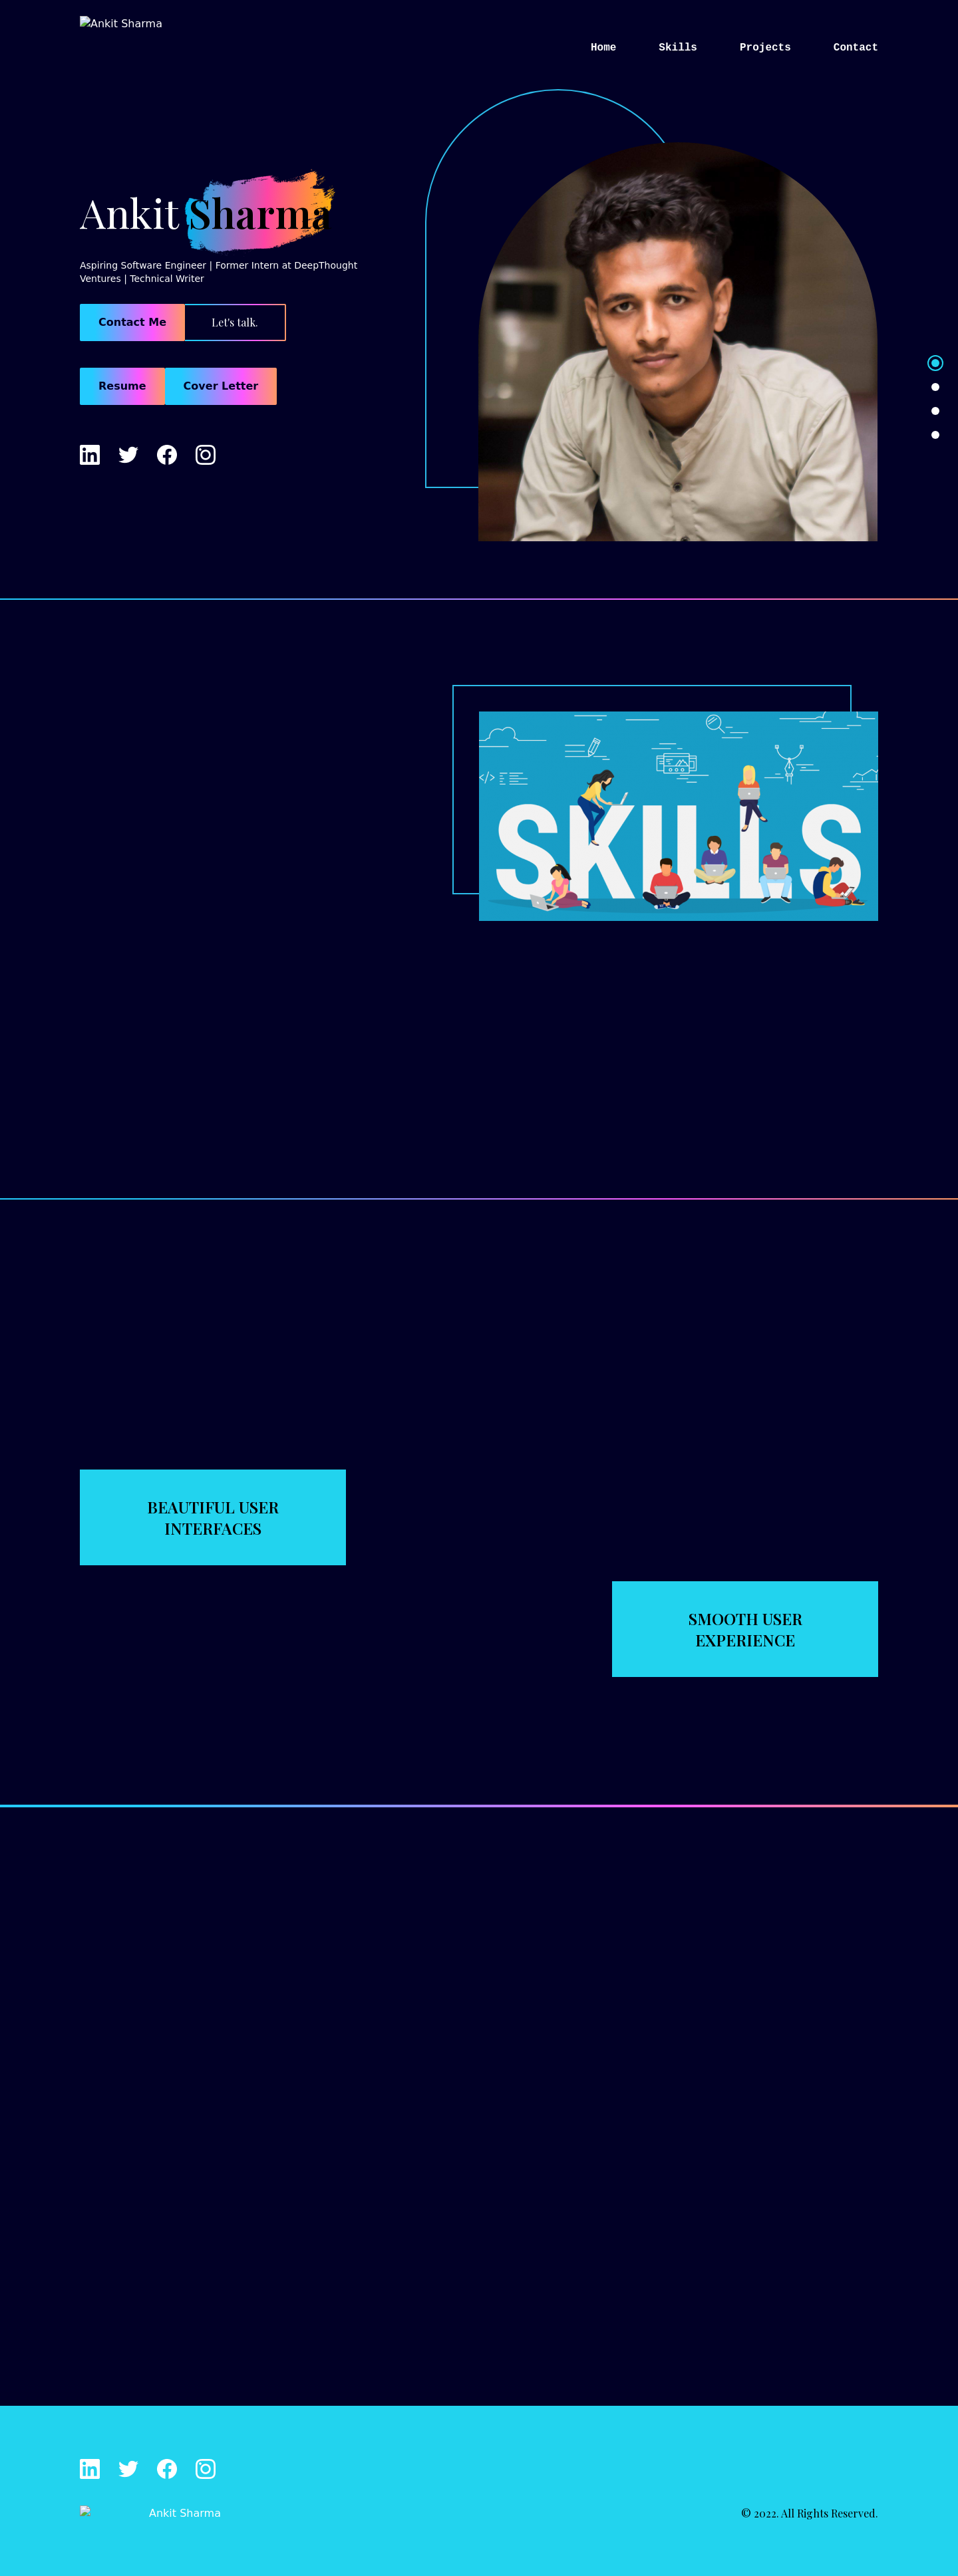 Ankit Sharma
Home Skills Projects Contact
Ankit Sharma
Aspiring Software Engineer | Former Intern at DeepThought
Ventures | Technical Writer
Contact Me
Let's talk.
Resume
Cover Letter
</>
SKILLS
BEAUTIFUL USER
INTERFACES
SMOOTH USER
EXPERIENCE
Ankit Sharma
© 2022. All Rights Reserved.